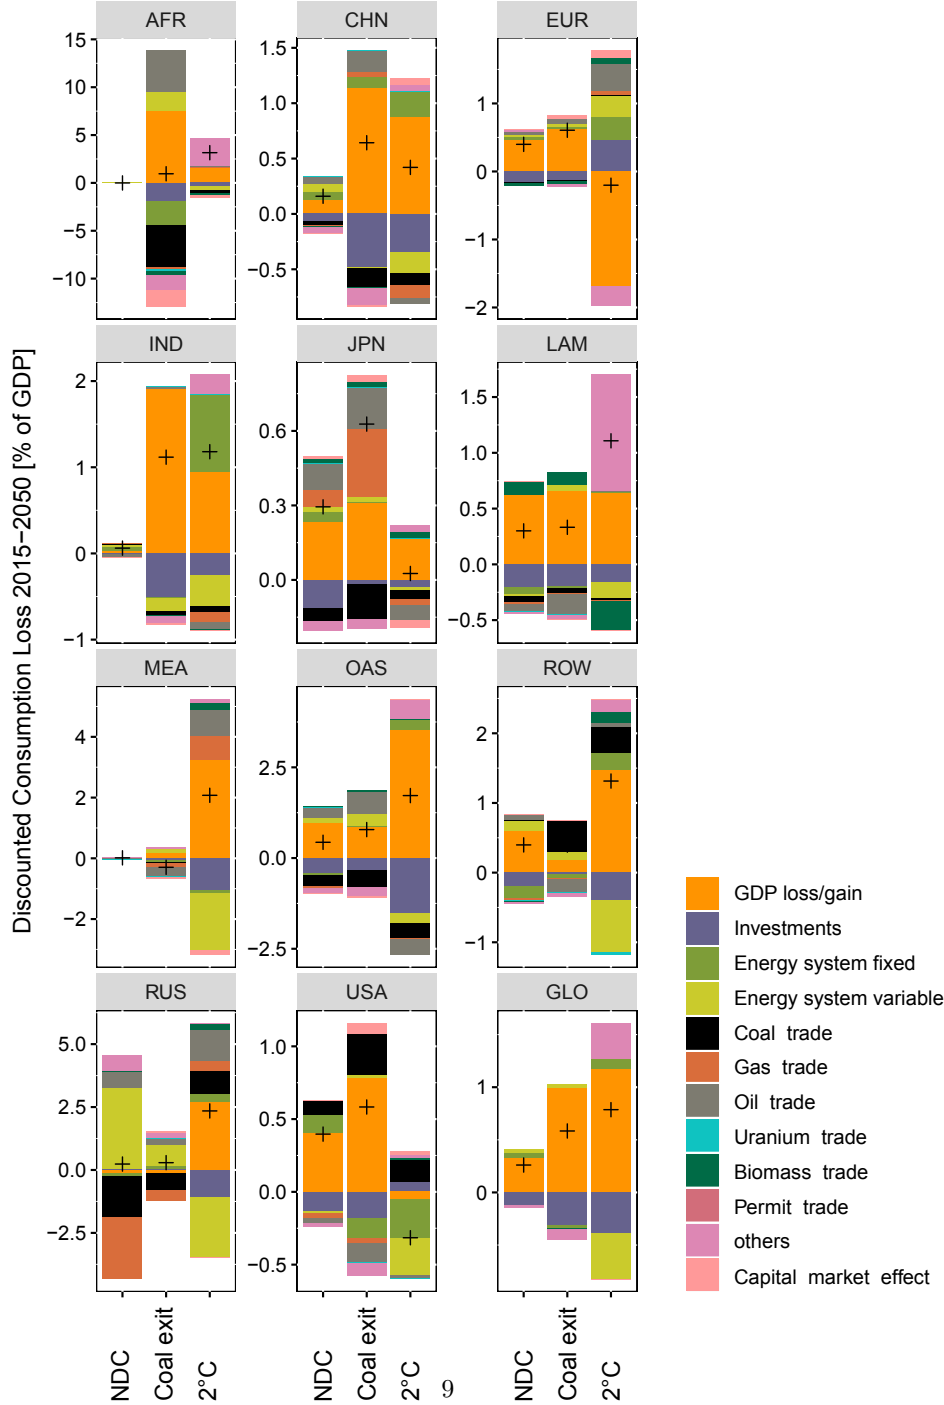 AFR
CHN
EUR
15
10
5
0
−5
−10
1.5
1.0
0.5
0.0
−0.5
1
0
−1
−2
IND
JPN
LAM
2
1
0
−1
0.6
0.3
0.0
1.5
1.0
0.5
0.0
−0.5
MEA
OAS
ROW
4
2
0
−2
2.5
0.0
−2.5
2
1
0
−1
RUS
USA
GLO
5.0
2.5
0.0
−2.5
1.0
0.5
0.0
−0.5
1
0
Discounted Consumption Loss 2015−2050 [% of GDP]
NDC
Coal exit
2°C
NDC
Coal exit
2°C
NDC
Coal exit
2°C
GDP loss/gain
Investments
Energy system fixed
Energy system variable
Coal trade
Gas trade
Oil trade
Uranium trade
Biomass trade
Permit trade
others
Capital market effect
9